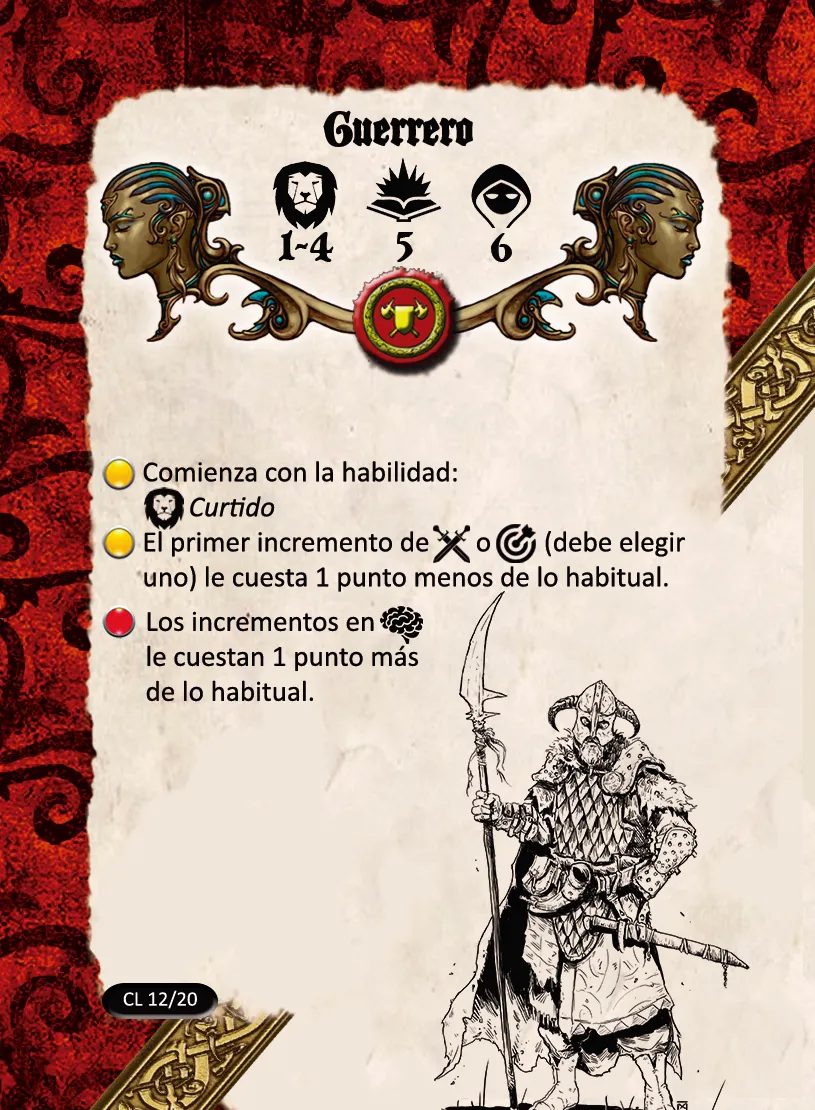 Guerrero
1-4 5 6
Comienza con la habilidad:
Curtido
El primer incremento de o (debe elegir
uno) le cuesta 1 punto menos de lo habitual.
Los incrementos en
le cuestan 1 punto más
de lo habitual.
CL 12/20